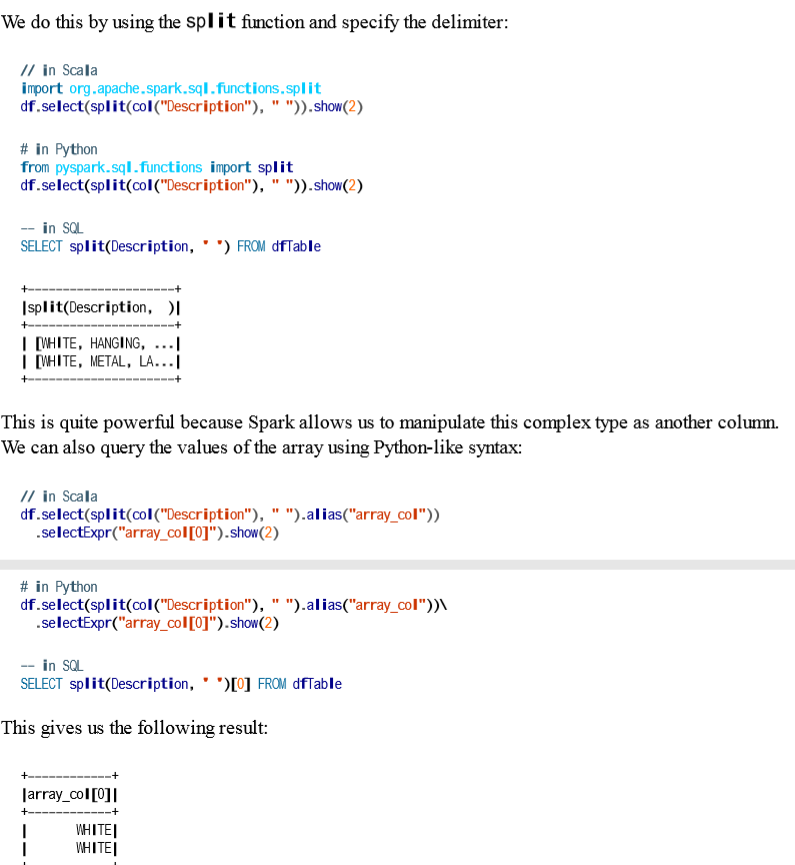 We do this by using the split function and specify the delimiter:
// in Scala
import org.apache.spark.sql.functions.split
df.select(split(col("Description"), " ")).show(2)
# in Python
from pyspark.sql.functions import split
df.select(split(col("Description"), " ")).show(2)
-- in SQL
SELECT split(Description, ' ') FROM dfTable
+---------------------+
|split(Description,  )|
+---------------------+
| [WHITE, HANGING, ...|
| [WHITE, METAL, LA...|
+---------------------+
This is quite powerful because Spark allows us to manipulate this complex type as another column.
We can also query the values of the array using Python-like syntax:
// in Scala
df.select(split(col("Description"), " ").alias("array_col"))
  .selectExpr("array_col[0]").show(2)
# in Python
df.select(split(col("Description"), " ").alias("array_col"))\
  .selectExpr("array_col[0]").show(2)
-- in SQL
SELECT split(Description, ' ')[0] FROM dfTable
This gives us the following result:
+------------+
|array_col[0]|
+------------+
|       WHITE|
|       WHITE|
+------------+